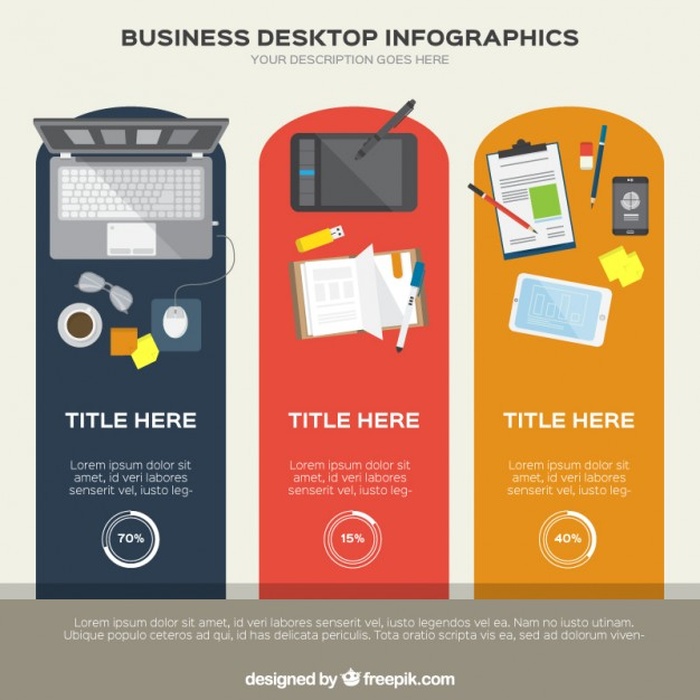 BUSINESS DESKTOP INFOGRAPHICS
YOUR DESCRIPTION GOES HERE
TITLE HERE
Lorem ipsum dolor sit
amet, id veri labores
senserit vel, iusto leg-
70%
TITLE HERE
Lorem ipsum dolor sit
amet, id veri labores
senserit vel, iusto leg-
15%
TITLE HERE
Lorem ipsum dolor sit
amet, id veri labores
senserit vel, iusto leg-
40%
Lorem ipsum dolor sit amet, id veri labores senserit vel, iusto legendos vel ea. Nam no iusto utinam.
Ubique populo ceteros ad qui, id has dicta delicata periculis. Tota oratio scripta vis ei, sed at dolorum viven-
designed by freepik.com